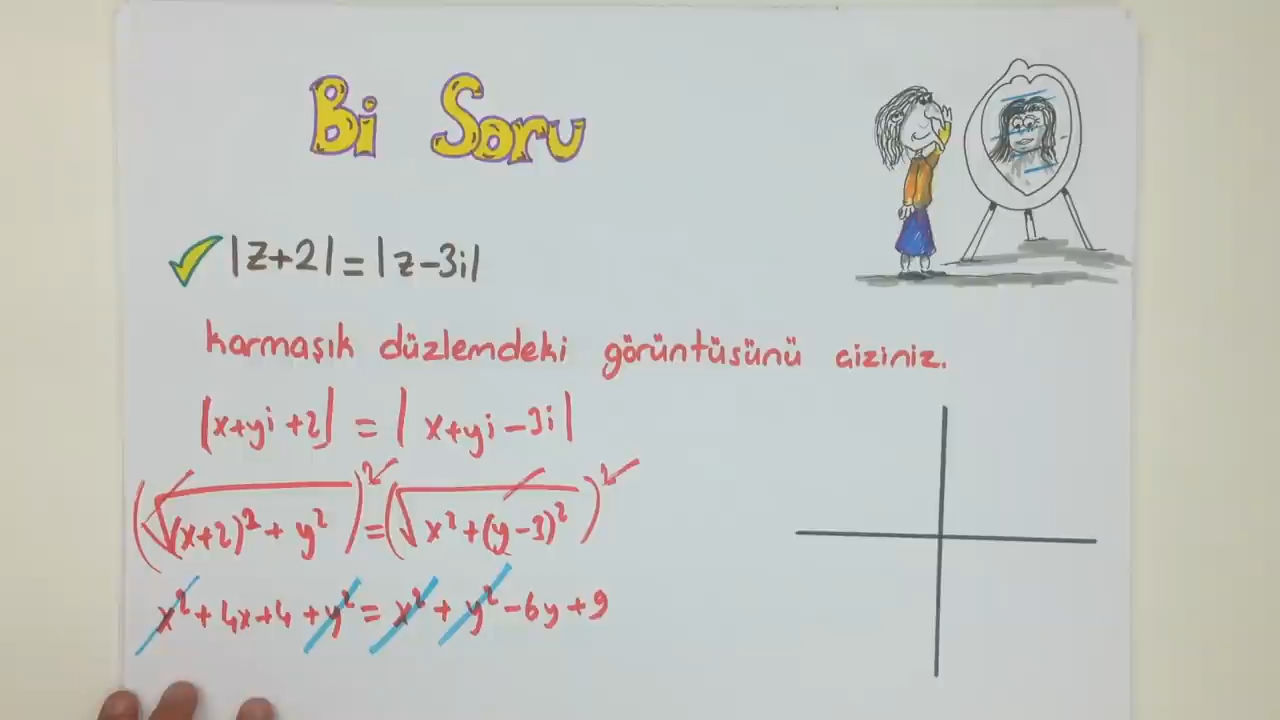 Bi Soru
|z+2| = |z-3i|
karmaşık düzlemdeki görüntüsünü çiziniz.
|x+yi+2| = |x+yi-3i|
(√(x+2)²+y²)² = (√x²+(y-3)²)²
x²+4x+4+y² = x²+y²-6y+9